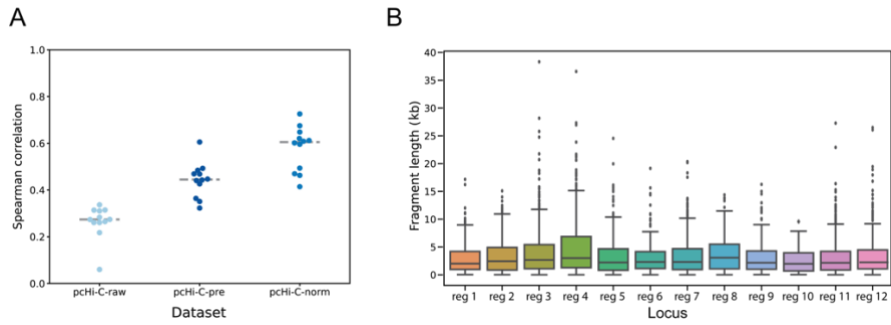 A
B
1.0
0.8
0.6
0.4
0.2
0.0
Spearman correlation
pcHi-C-raw
pcHi-C-pre
pcHi-C-norm
Dataset
40
35
30
25
20
15
10
5
0
Fragment length (kb)
reg 1
reg 2
reg 3
reg 4
reg 5
reg 6
reg 7
reg 8
reg 9
reg 10
reg 11
reg 12
Locus